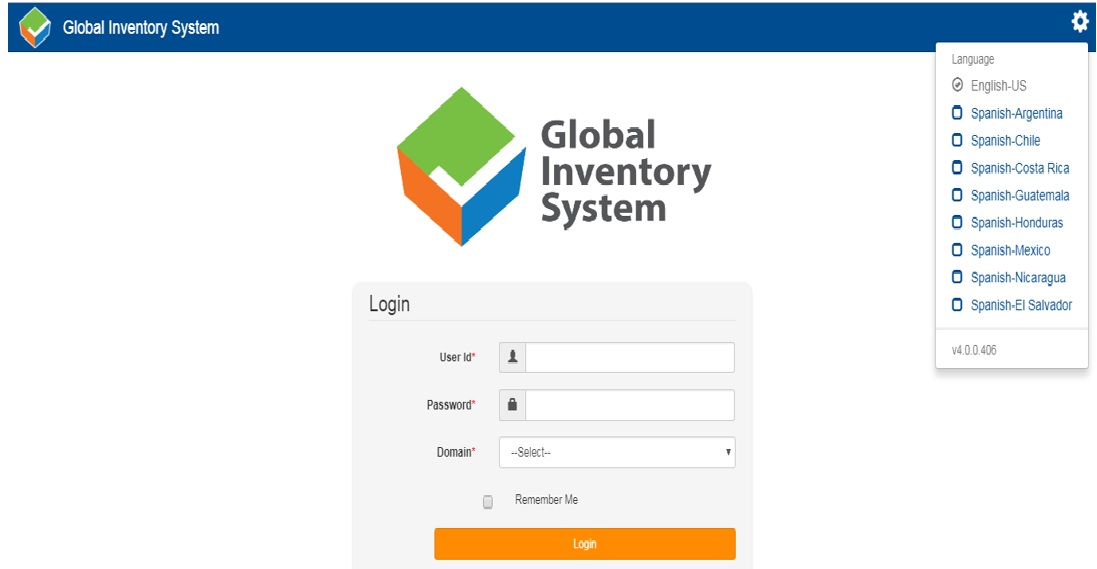 Global Inventory System
Language
English-US
Spanish-Argentina
Spanish-Chile
Spanish-Costa Rica
Spanish-Guatemala
Spanish-Honduras
Spanish-Mexico
Spanish-Nicaragua
Spanish-El Salvador
v4.0.0.406
Global
Inventory
System
Login
User Id*
Password*
Domain*
--Select--
Remember Me
Login